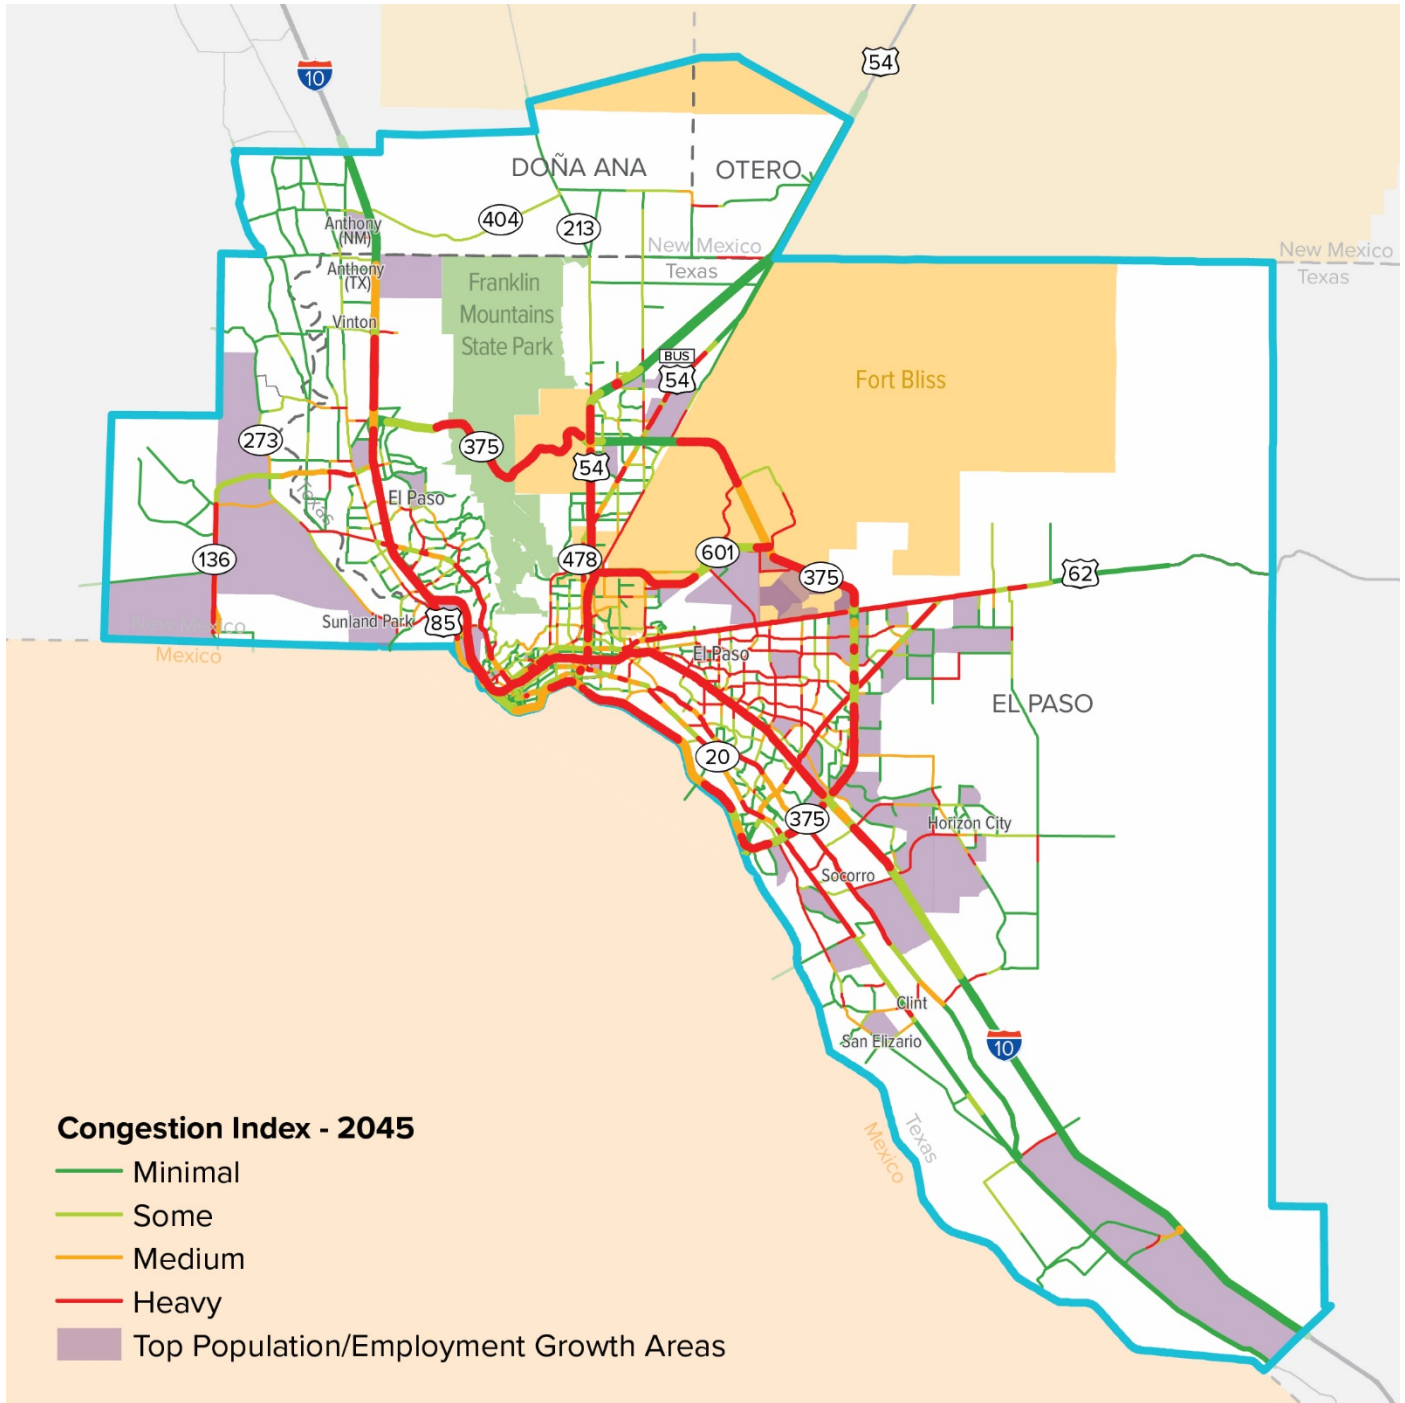 54
10
DOÑA ANA
OTERO
404
213
Anthony
(NM)
New Mexico
Texas
New Mexico
Texas
Anthony
(TX)
Franklin
Mountains
State Park
Vinton
BUS
54
Fort Bliss
273
375
54
Texas
El Paso
136
478
601
375
62
New Mexico
Mexico
Sunland Park
85
El Paso
EL PASO
20
375
Horizon City
Socorro
Clint
San Elizario
10
Texas
Mexico
Congestion Index - 2045
Minimal
Some
Medium
Heavy
Top Population/Employment Growth Areas